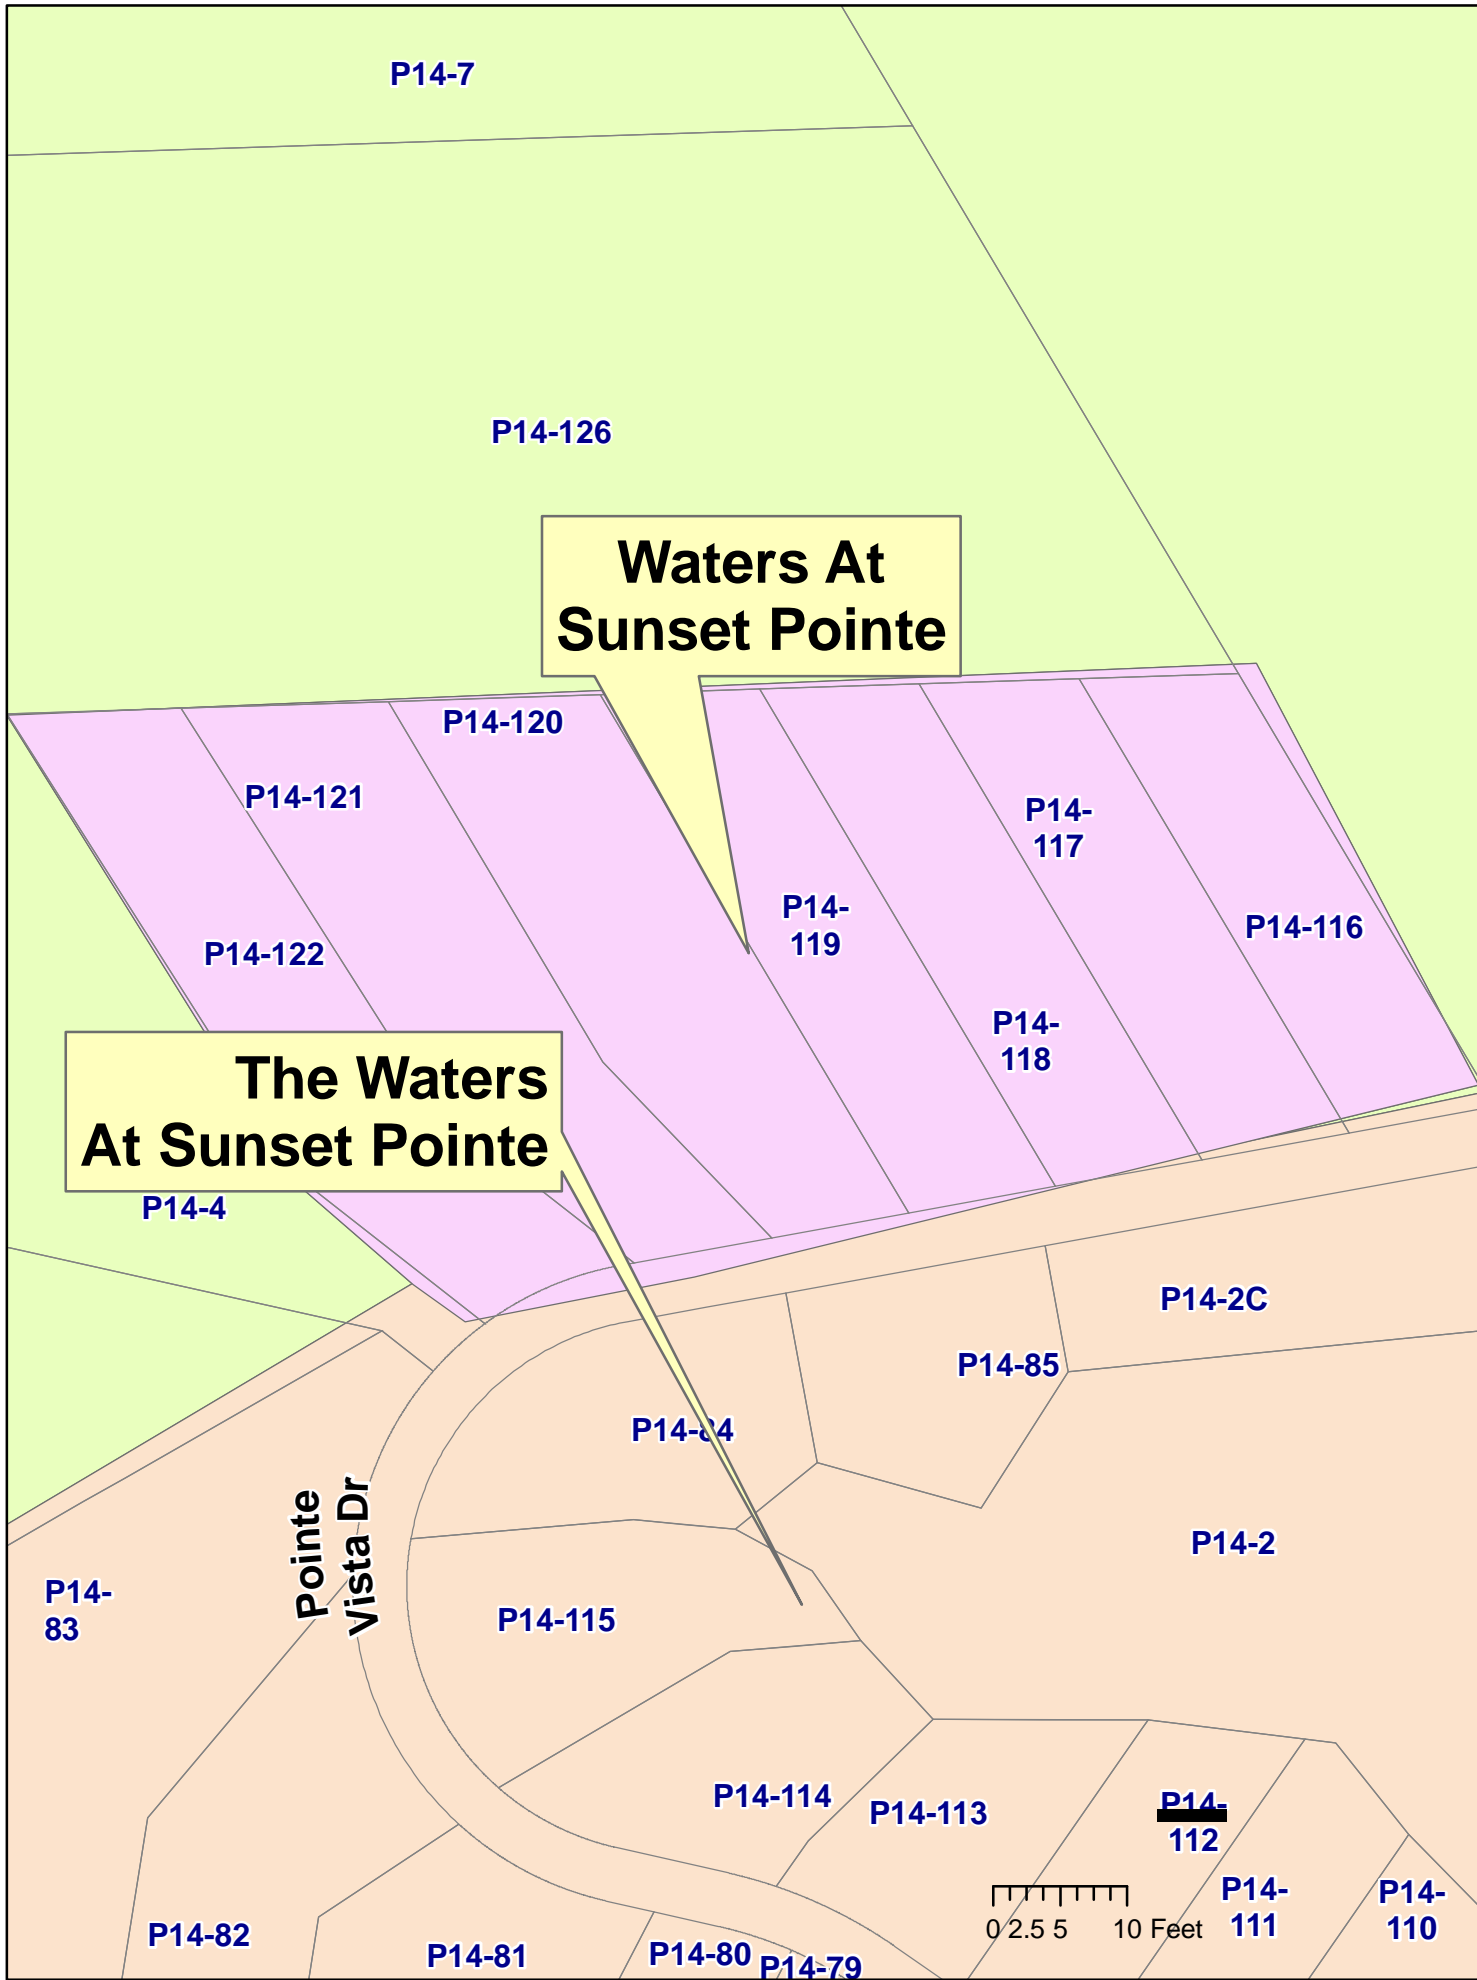 P14-7
P14-126
Waters At
Sunset Pointe
P14-120
P14-121
P14-
117
P14-
119
P14-116
P14-122
P14-
118
The Waters
At Sunset Pointe
P14-4
P14-2C
P14-85
P14-84
Pointe
Vista Dr
P14-2
P14-
83
P14-115
P14-114
P14-113
P14-
112
P14-
111
P14-
110
0 2.5 5 10 Feet
P14-82
P14-81
P14-80
P14-79